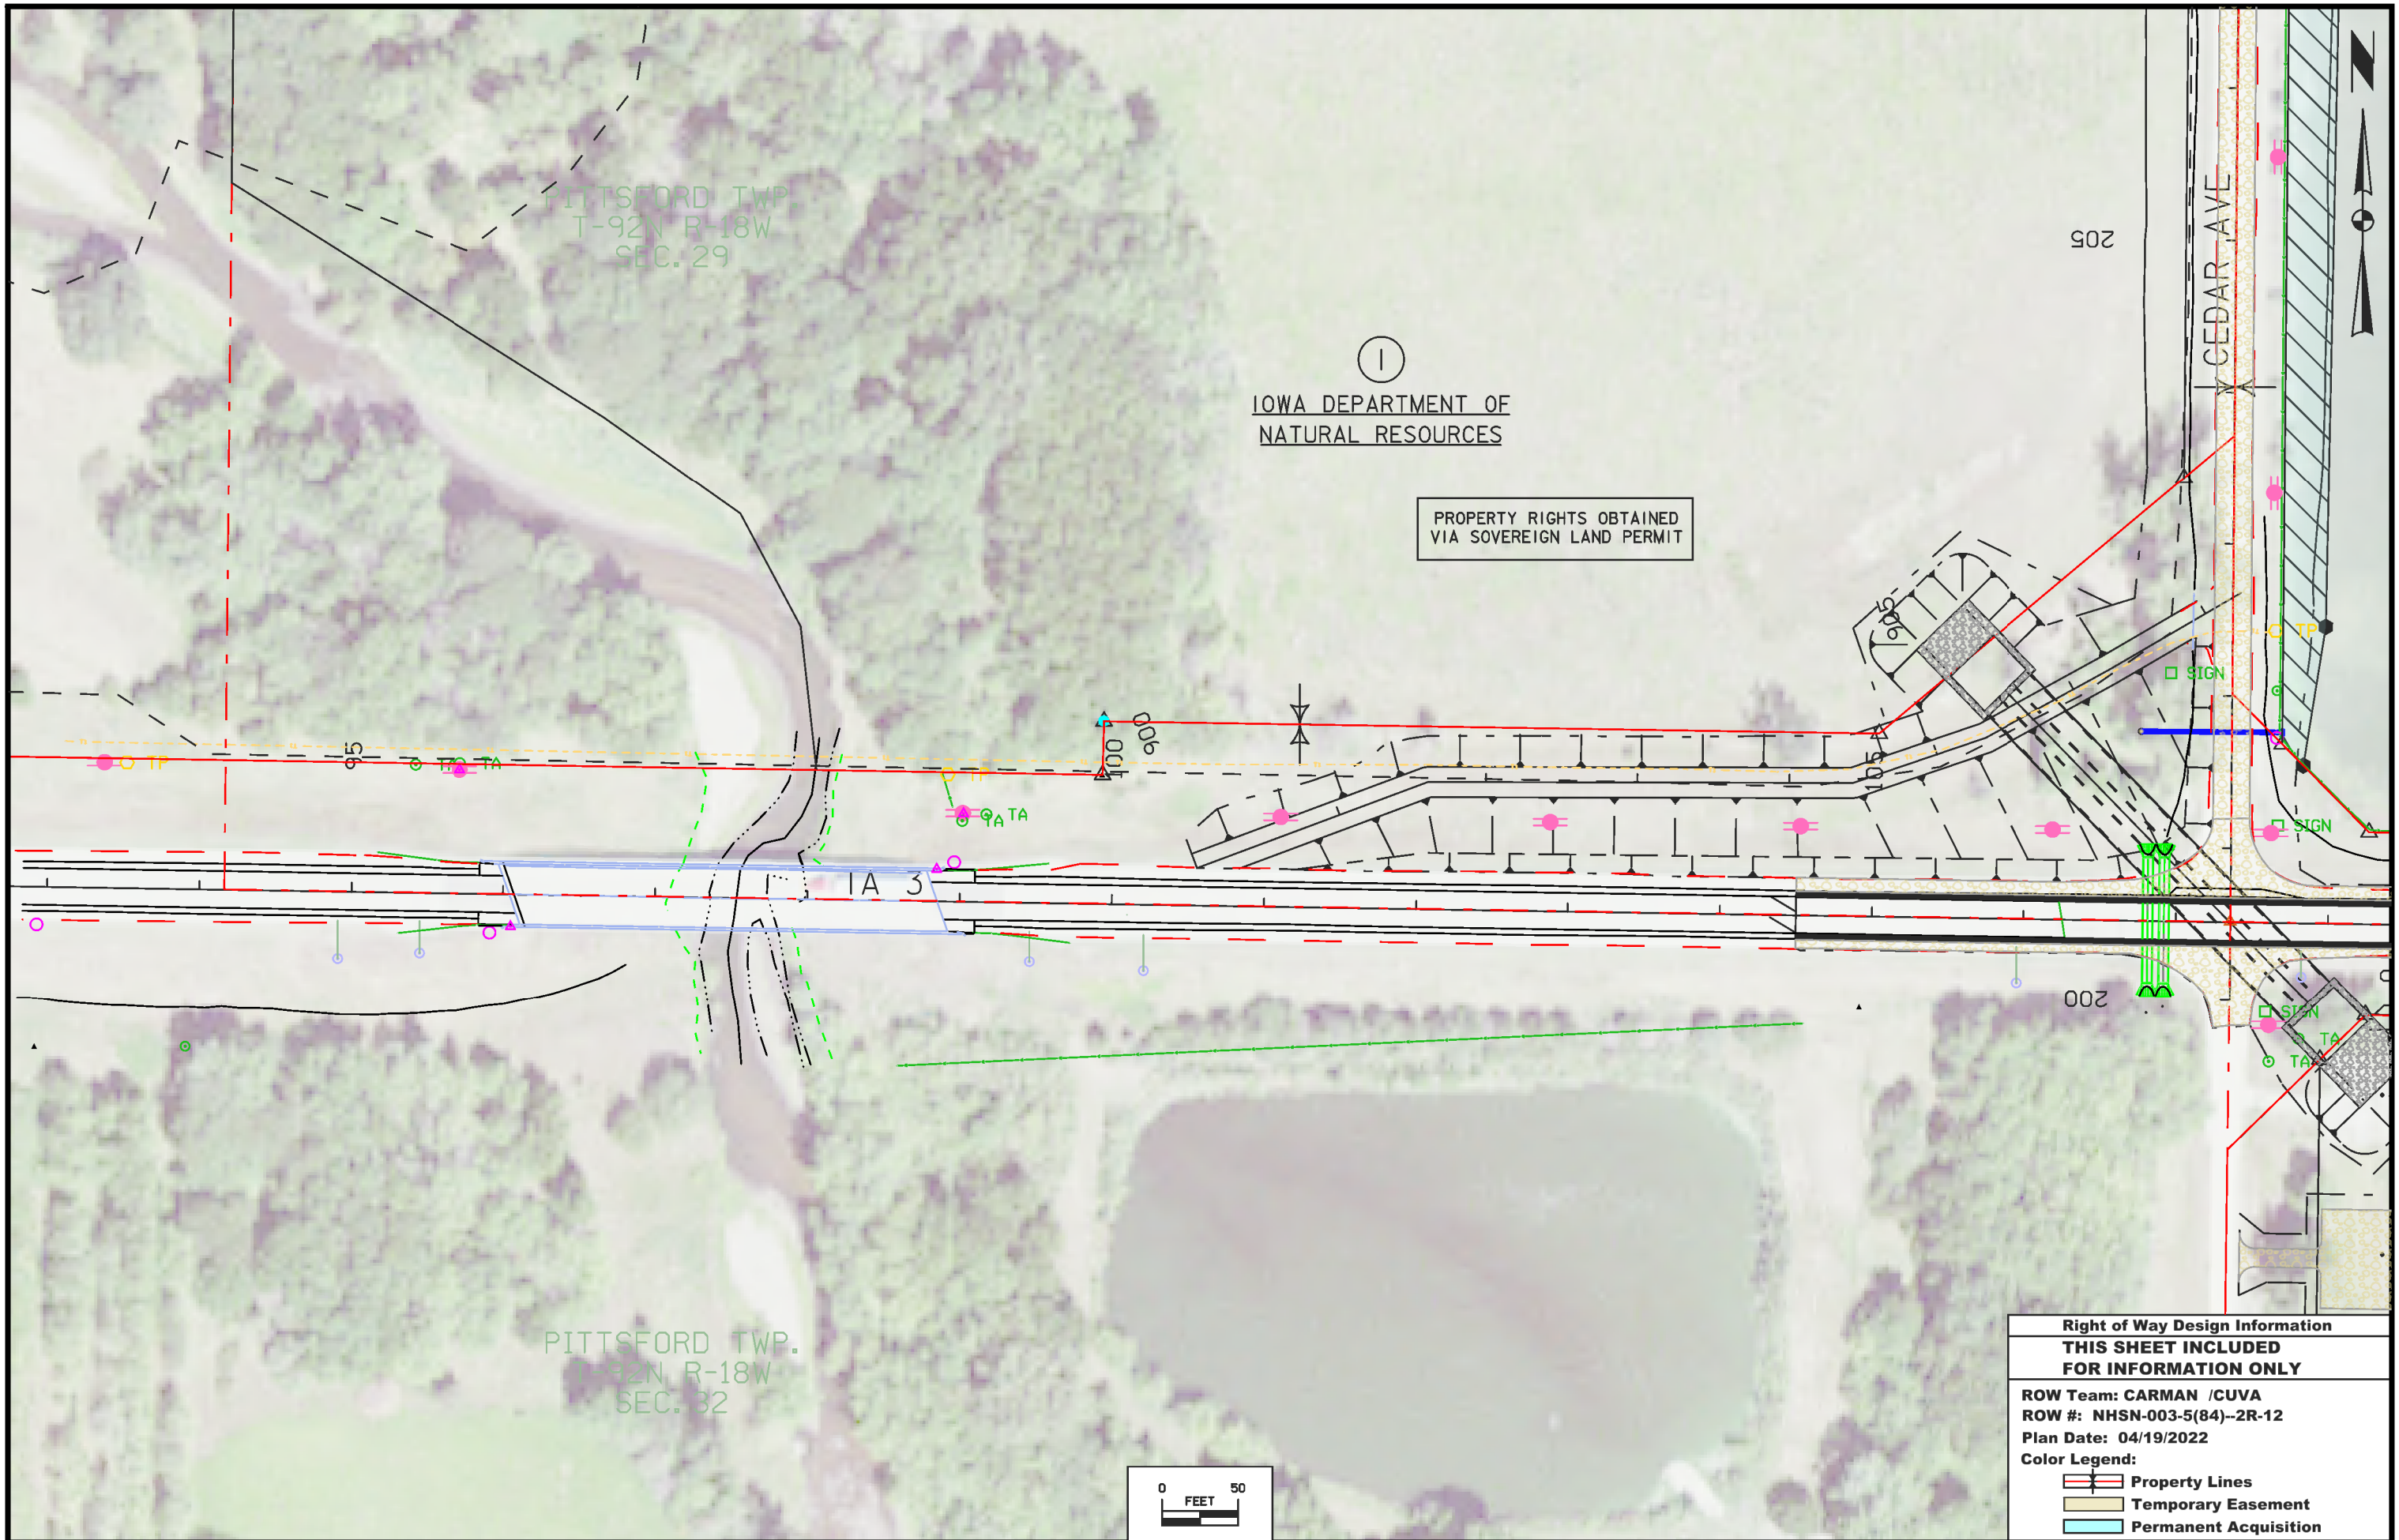 N
PITTSFORD TWP.
T-92N R-18W
SEC. 29
205
CEDAR AVE
1
IOWA DEPARTMENT OF
NATURAL RESOURCES
PROPERTY RIGHTS OBTAINED
VIA SOVEREIGN LAND PERMIT
905
TP
SIGN
900
95
100
105
TP
TA
TA
TP
TA
TA
SIGN
IA 3
200
SIGN
TA
TA
PITTSFORD TWP.
T-92N R-18W
SEC. 32
0 50
FEET
Right of Way Design Information
THIS SHEET INCLUDED
FOR INFORMATION ONLY
ROW Team: CARMAN /CUVA
ROW #: NHSN-003-5(84)--2R-12
Plan Date: 04/19/2022
Color Legend:
Property Lines
Temporary Easement
Permanent Acquisition